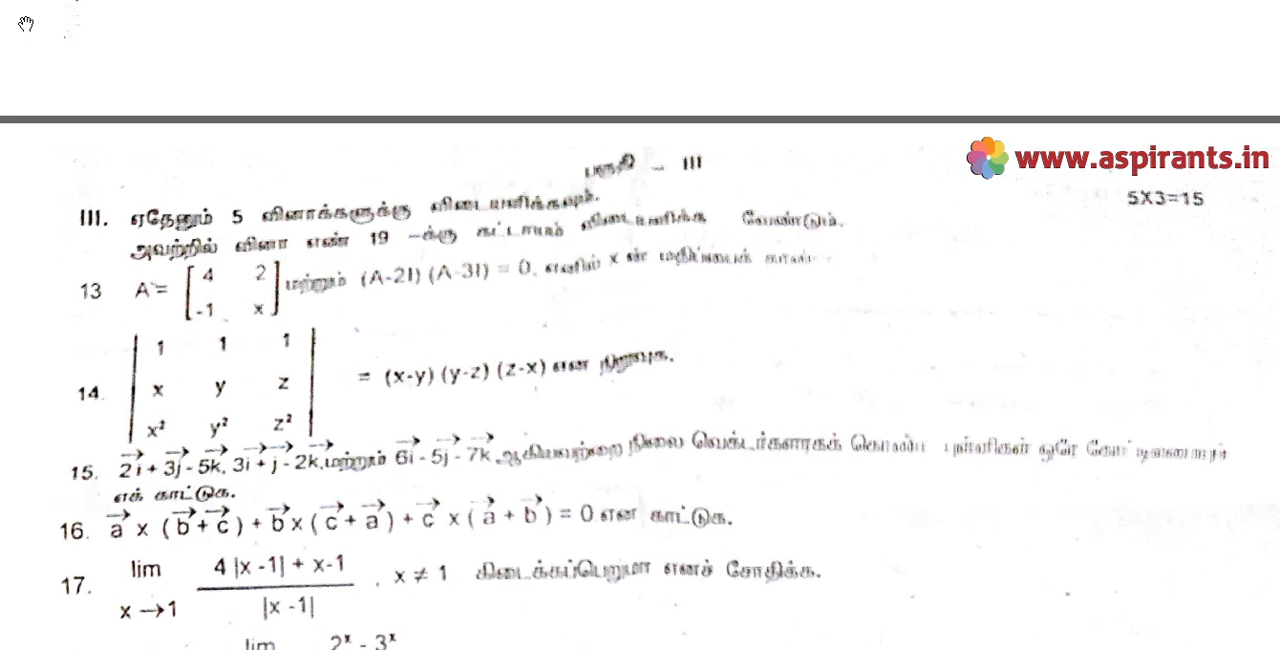 www.aspirants.in
பகுதி – III
5X3=15
III. ஏதேனும் 5 வினாக்களுக்கு விடையளிக்கவும்.
அவற்றில் வினா எண் 19 –க்கு கட்டாயம் விடையளிக்க வேண்டும்.
13 A = [ 4 2 ; -1 x ] மற்றும் (A-2I) (A-3I) = 0, எனில் x ன் மதிப்பைக் காண்
14. | 1 1 1 ; x y z ; x² y² z² | = (x-y) (y-z) (z-x) என நிறுவுக.
15. 2i + 3j - 5k, 3i + j - 2k, மற்றும் 6i - 5j - 7k ஆகியவற்றை நிலை வெக்டர்களாகக் கொண்ட புள்ளிகள் ஒரே
எக் காட்டுக.
16. a x (b + c) + b x (c + a) + c x (a + b) = 0 என காட்டுக.
17. lim x →1 4 |x -1| + x-1 / |x -1| , x ≠ 1 கிடைக்கப்பெறுமா எனச் சோதிக்க.
lim 2ˣ - 3ˣ